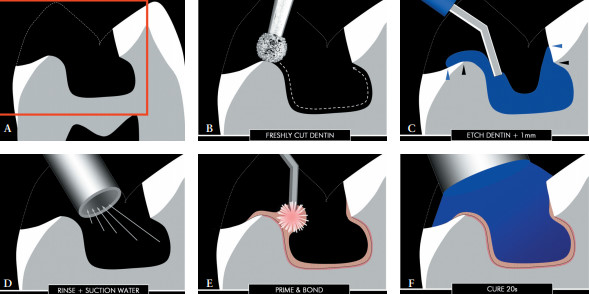 A
B
FRESHLY CUT DENTIN
C
ETCH DENTIN + 1mm
D
RINSE + SUCTION WATER
E
PRIME & BOND
F
CURE 20s